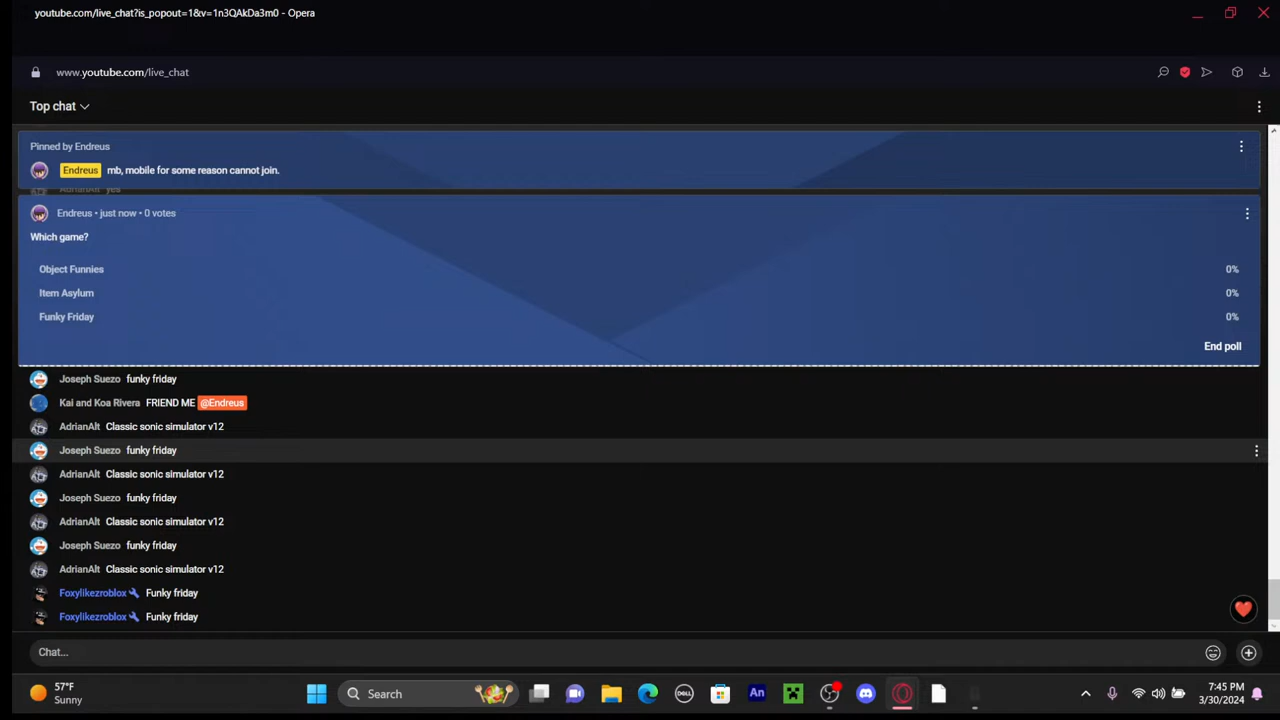 youtube.com/live_chat?is_popout=1&v=1n3QAkDa3m0 - Opera
www.youtube.com/live_chat
Top chat
Pinned by Endreus
Endreus mb, mobile for some reason cannot join.
AdrianAlt yes
Endreus • just now • 0 votes
Which game?
Object Funnies 0%
Item Asylum 0%
Funky Friday 0%
End poll
Joseph Suezo funky friday
Kai and Koa Rivera FRIEND ME @Endreus
AdrianAlt Classic sonic simulator v12
Joseph Suezo funky friday
AdrianAlt Classic sonic simulator v12
Joseph Suezo funky friday
AdrianAlt Classic sonic simulator v12
Joseph Suezo funky friday
AdrianAlt Classic sonic simulator v12
Foxylikezroblox Funky friday
Foxylikezroblox Funky friday
Chat...
57°F
Sunny
Search
DELL
An
7:45 PM
3/30/2024